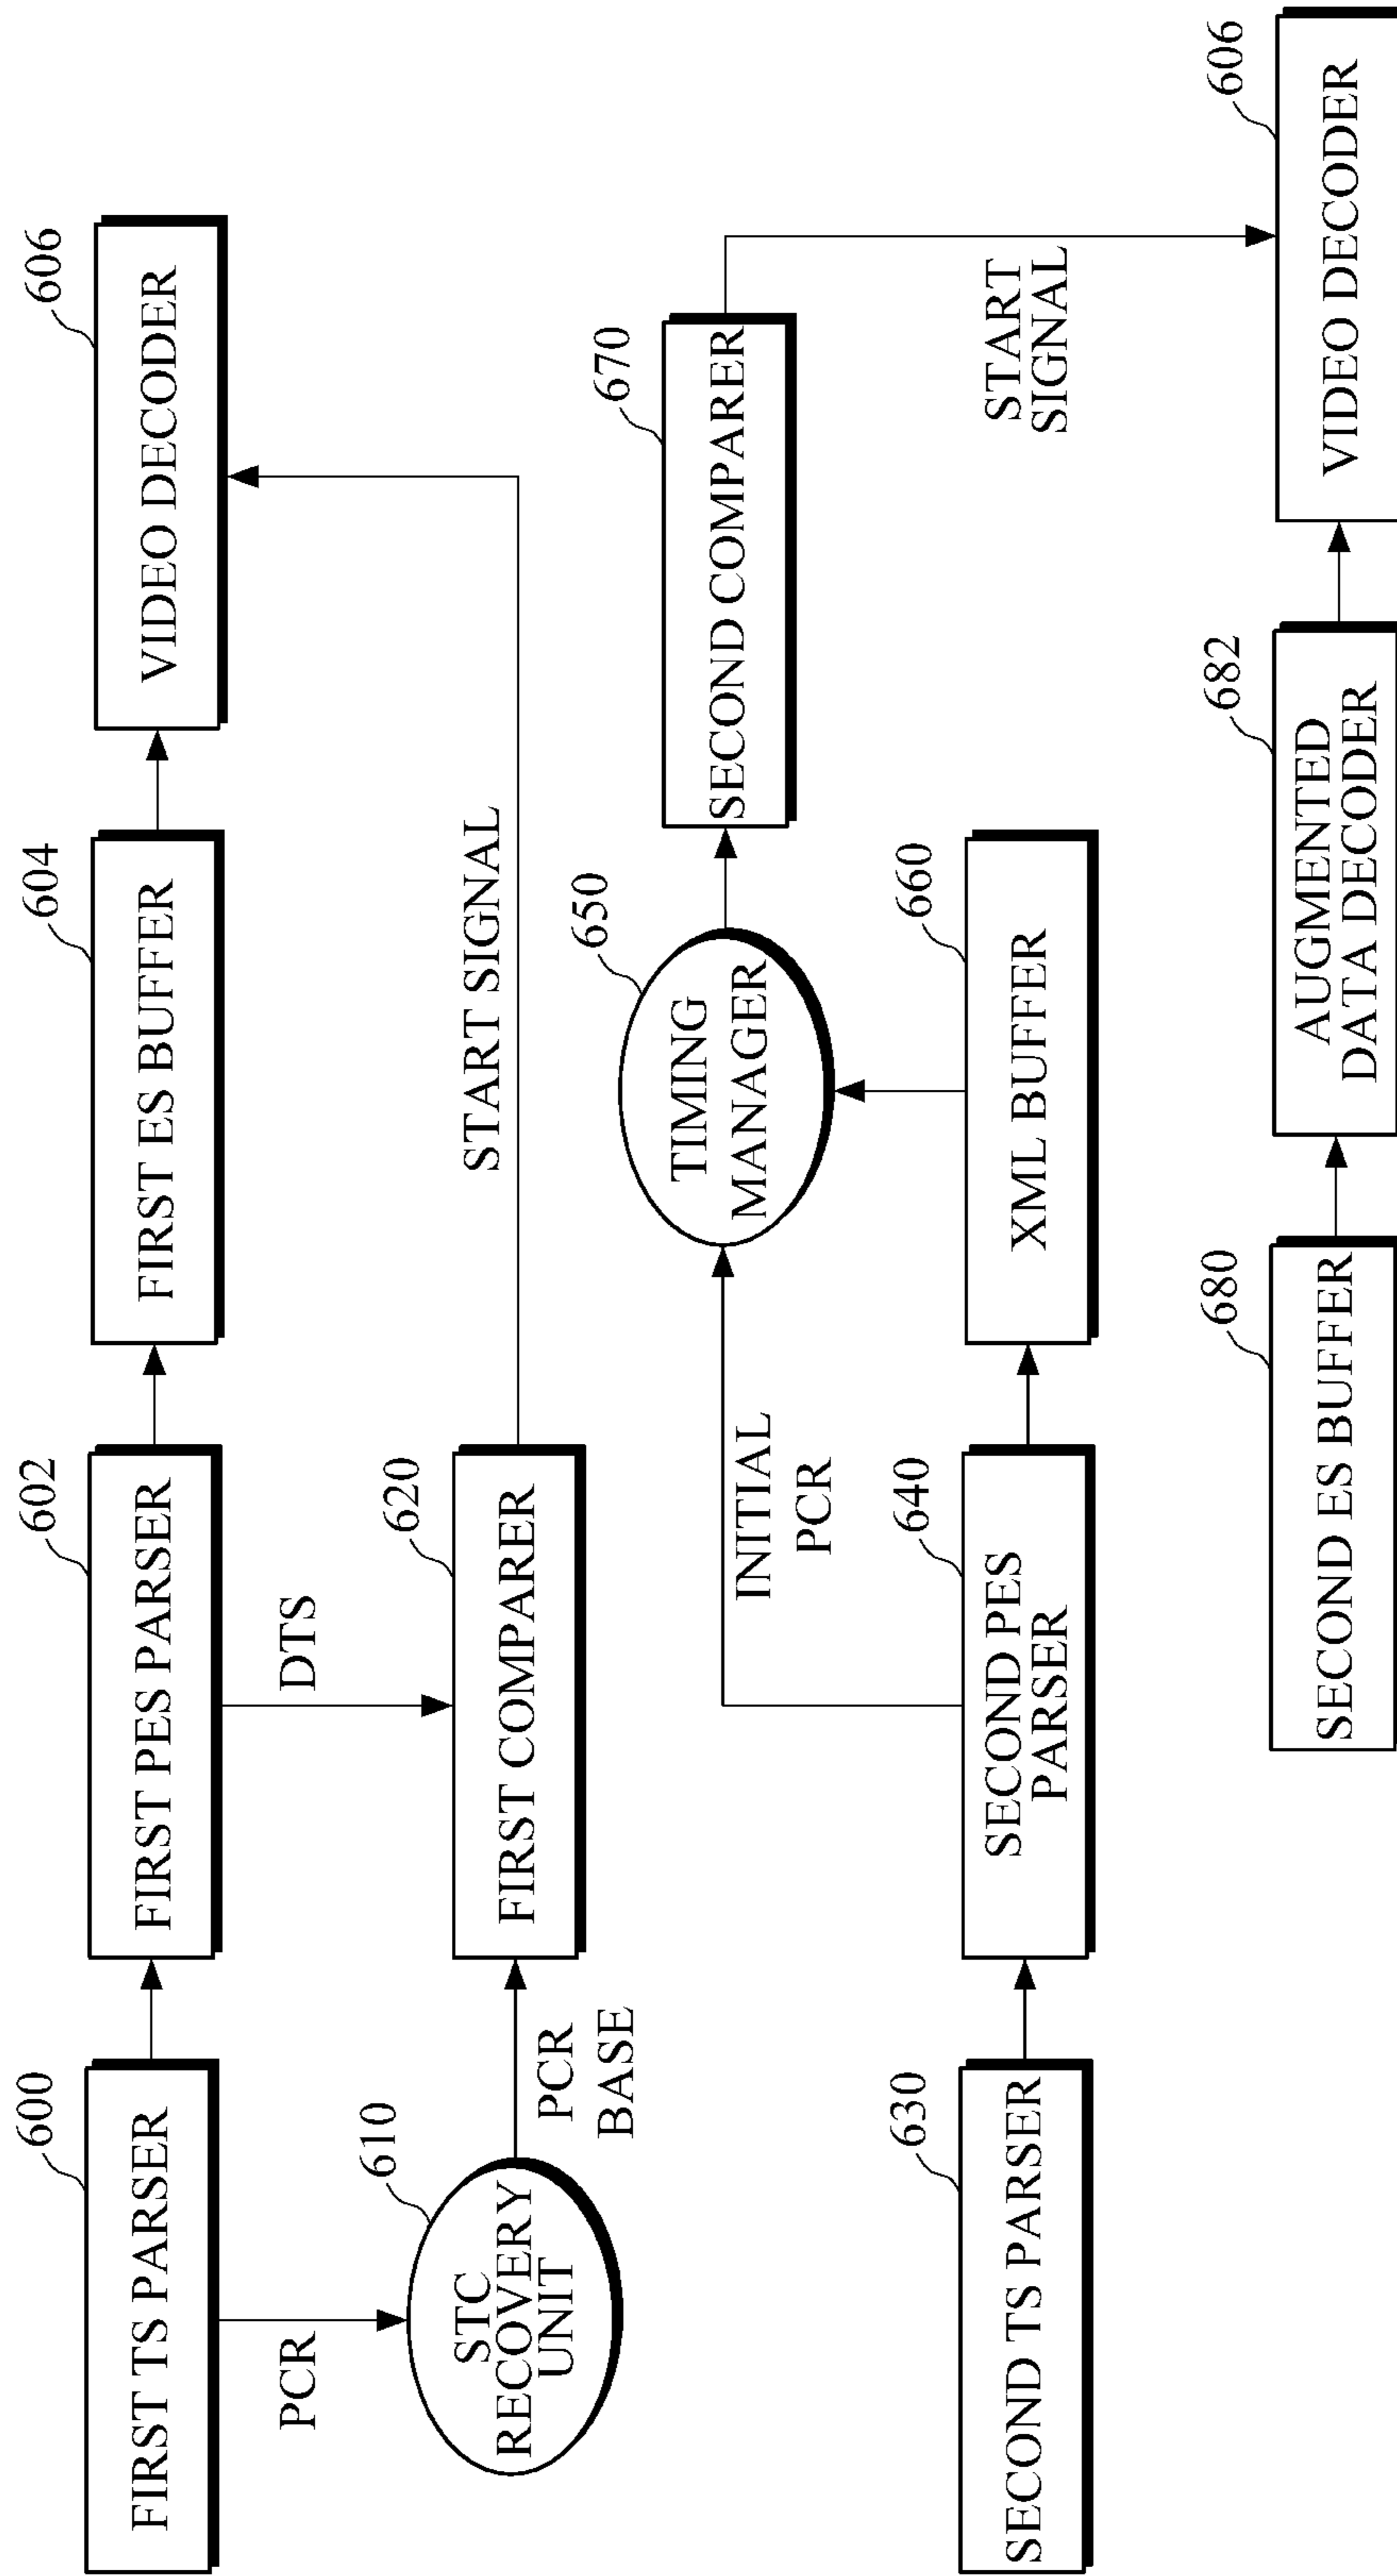 600
FIRST TS PARSER
602
FIRST PES PARSER
604
FIRST ES BUFFER
606
VIDEO DECODER
PCR
DTS
610
STC
RECOVERY
UNIT
PCR
BASE
620
FIRST COMPARER
START SIGNAL
650
TIMING
MANAGER
670
SECOND COMPARER
INITIAL
PCR
START
SIGNAL
630
SECOND TS PARSER
640
SECOND PES
PARSER
660
XML BUFFER
680
SECOND ES BUFFER
682
AUGMENTED
DATA DECODER
606
VIDEO DECODER